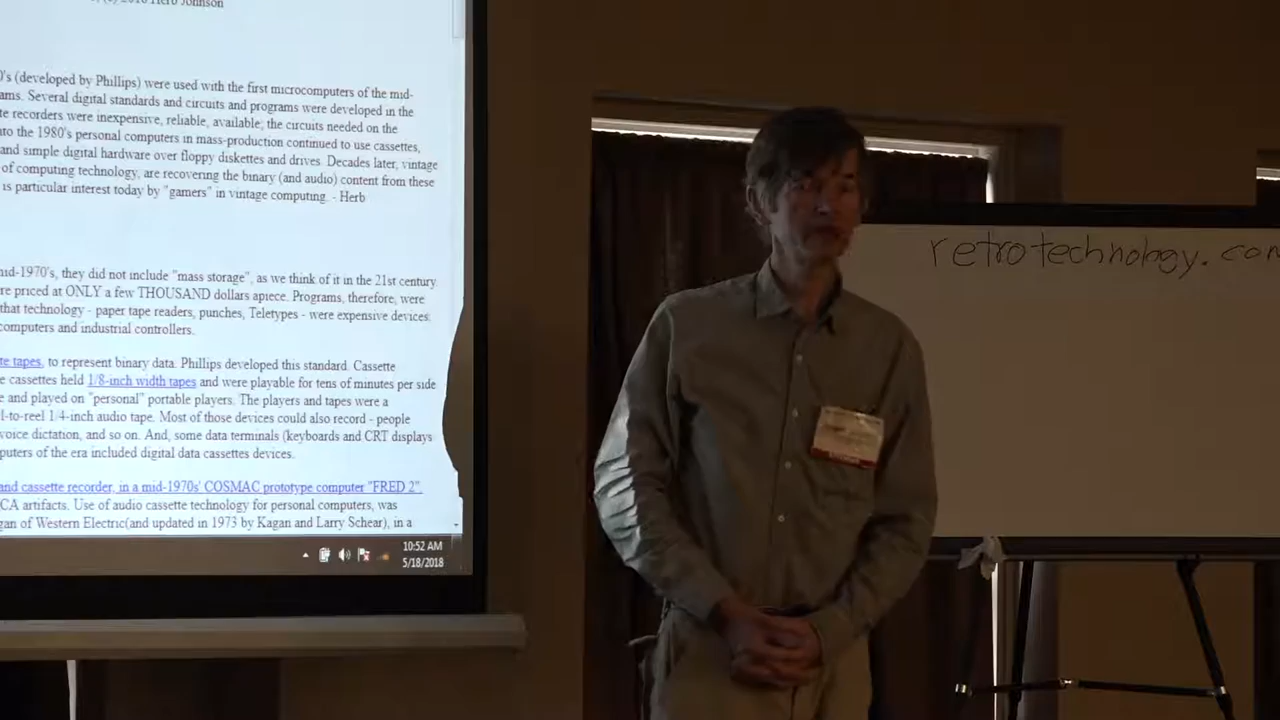 Johnson
0's (developed by Phillips) were used with the first microcomputers of the mid-
ams. Several digital standards and circuits and programs were developed in the
te recorders were inexpensive, reliable, available; the circuits needed on the
nto the 1980's personal computers in mass-production continued to use cassettes,
and simple digital hardware over floppy diskettes and drives. Decades later, vintage
of computing technology, are recovering the binary (and audio) content from these
is particular interest today by "gamers" in vintage computing. - Herb
mid-1970's, they did not include "mass storage", as we think of it in the 21st century.
re priced at ONLY a few THOUSAND dollars apiece. Programs, therefore, were
that technology - paper tape readers, punches, Teletypes - were expensive devices:
computers and industrial controllers.
te tapes, to represent binary data. Phillips developed this standard. Cassette
e cassettes held 1/8-inch width tapes and were playable for tens of minutes per side
e and played on "personal" portable players. The players and tapes were a
l-to-reel 1/4-inch audio tape. Most of those devices could also record - people
voice dictation, and so on. And, some data terminals (keyboards and CRT displays
puters of the era included digital data cassettes devices.
and cassette recorder, in a mid-1970s' COSMAC prototype computer "FRED 2".
CA artifacts. Use of audio cassette technology for personal computers, was
gan of Western Electric(and updated in 1973 by Kagan and Larry Schear), in a
10:52 AM
5/18/2018
retrotechnology.com